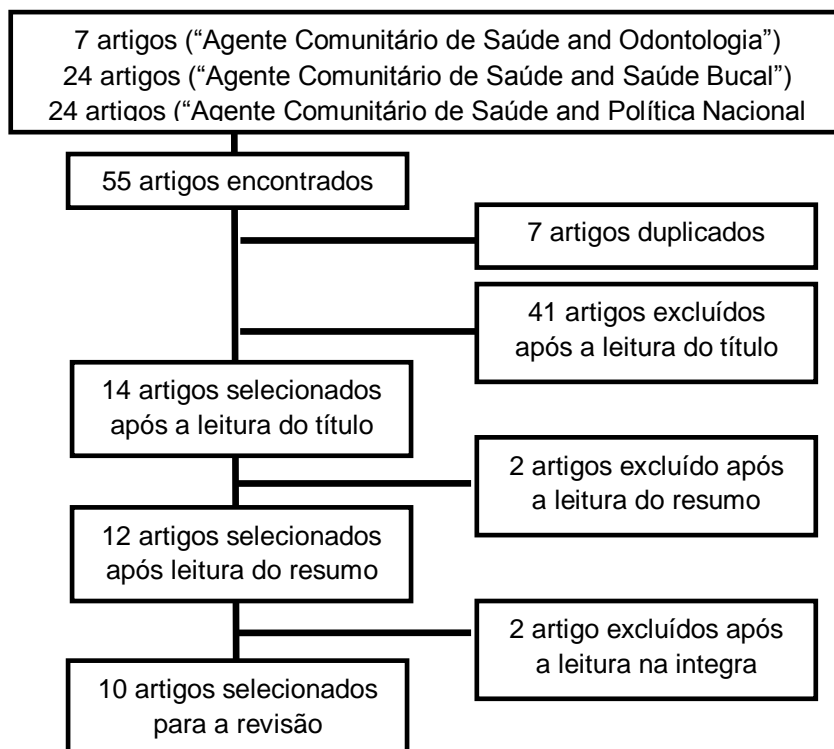 7 artigos (“Agente Comunitário de Saúde and Odontologia”)
24 artigos (“Agente Comunitário de Saúde and Saúde Bucal”)
24 artigos (“Agente Comunitário de Saúde and Política Nacional
55 artigos encontrados
7 artigos duplicados
41 artigos excluídos
após a leitura do título
14 artigos selecionados
após a leitura do título
2 artigos excluído após
a leitura do resumo
12 artigos selecionados
após leitura do resumo
2 artigo excluídos após
a leitura na integra
10 artigos selecionados
para a revisão